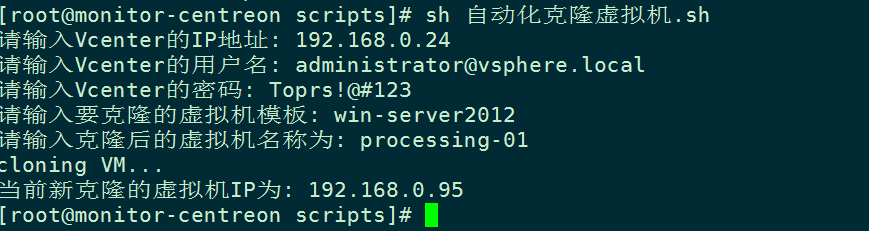 [root@monitor-centreon scripts]# sh 自动化克隆虚拟机.sh
请输入Vcenter的IP地址: 192.168.0.24
请输入Vcenter的用户名: administrator@vsphere.local
请输入Vcenter的密码: Toprs!@#123
请输入要克隆的虚拟机模板: win-server2012
请输入克隆后的虚拟机名称为: processing-01
cloning VM...
当前新克隆的虚拟机IP为: 192.168.0.95
[root@monitor-centreon scripts]#